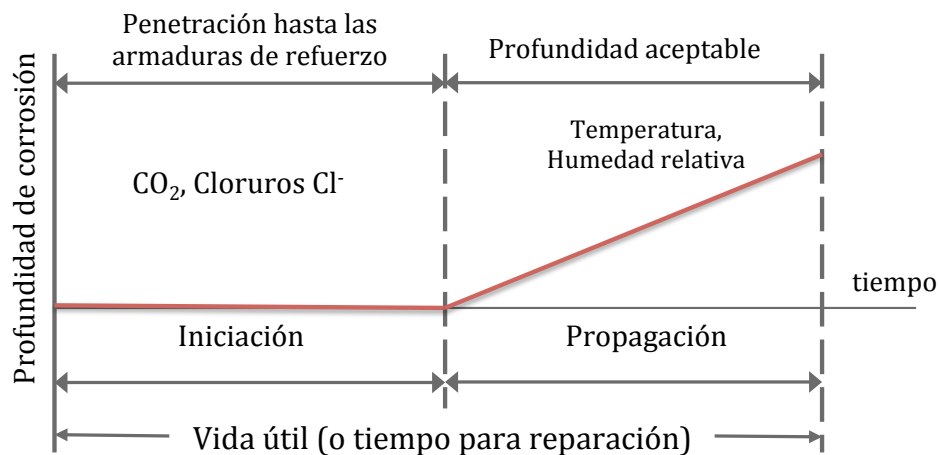 Penetración hasta las
armaduras de refuerzo
Profundidad aceptable
Profundidad de corrosión
Temperatura,
Humedad relativa
CO₂, Cloruros Cl⁻
tiempo
Iniciación
Propagación
Vida útil (o tiempo para reparación)